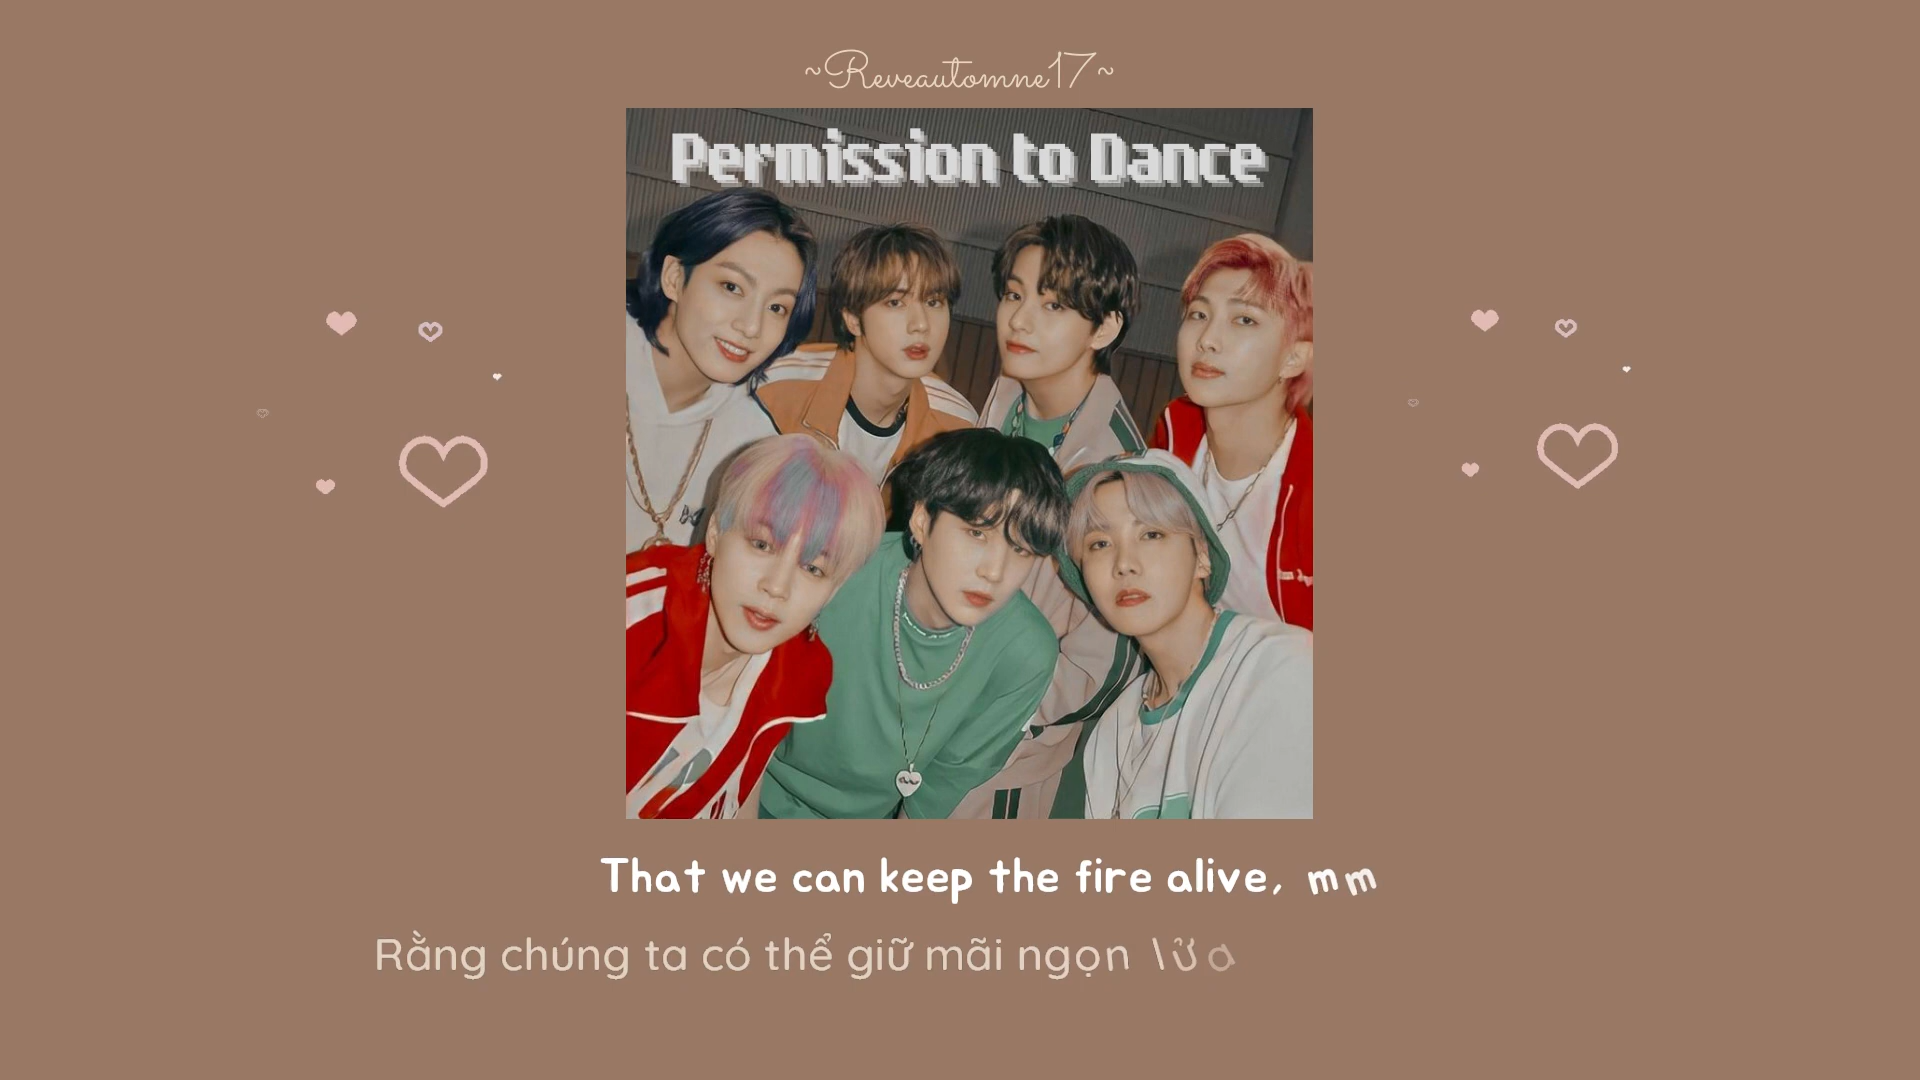 ~Reveautomne17~
Permission to Dance
That we can keep the fire alive, mm
Rằng chúng ta có thể giữ mãi ngọn lửa